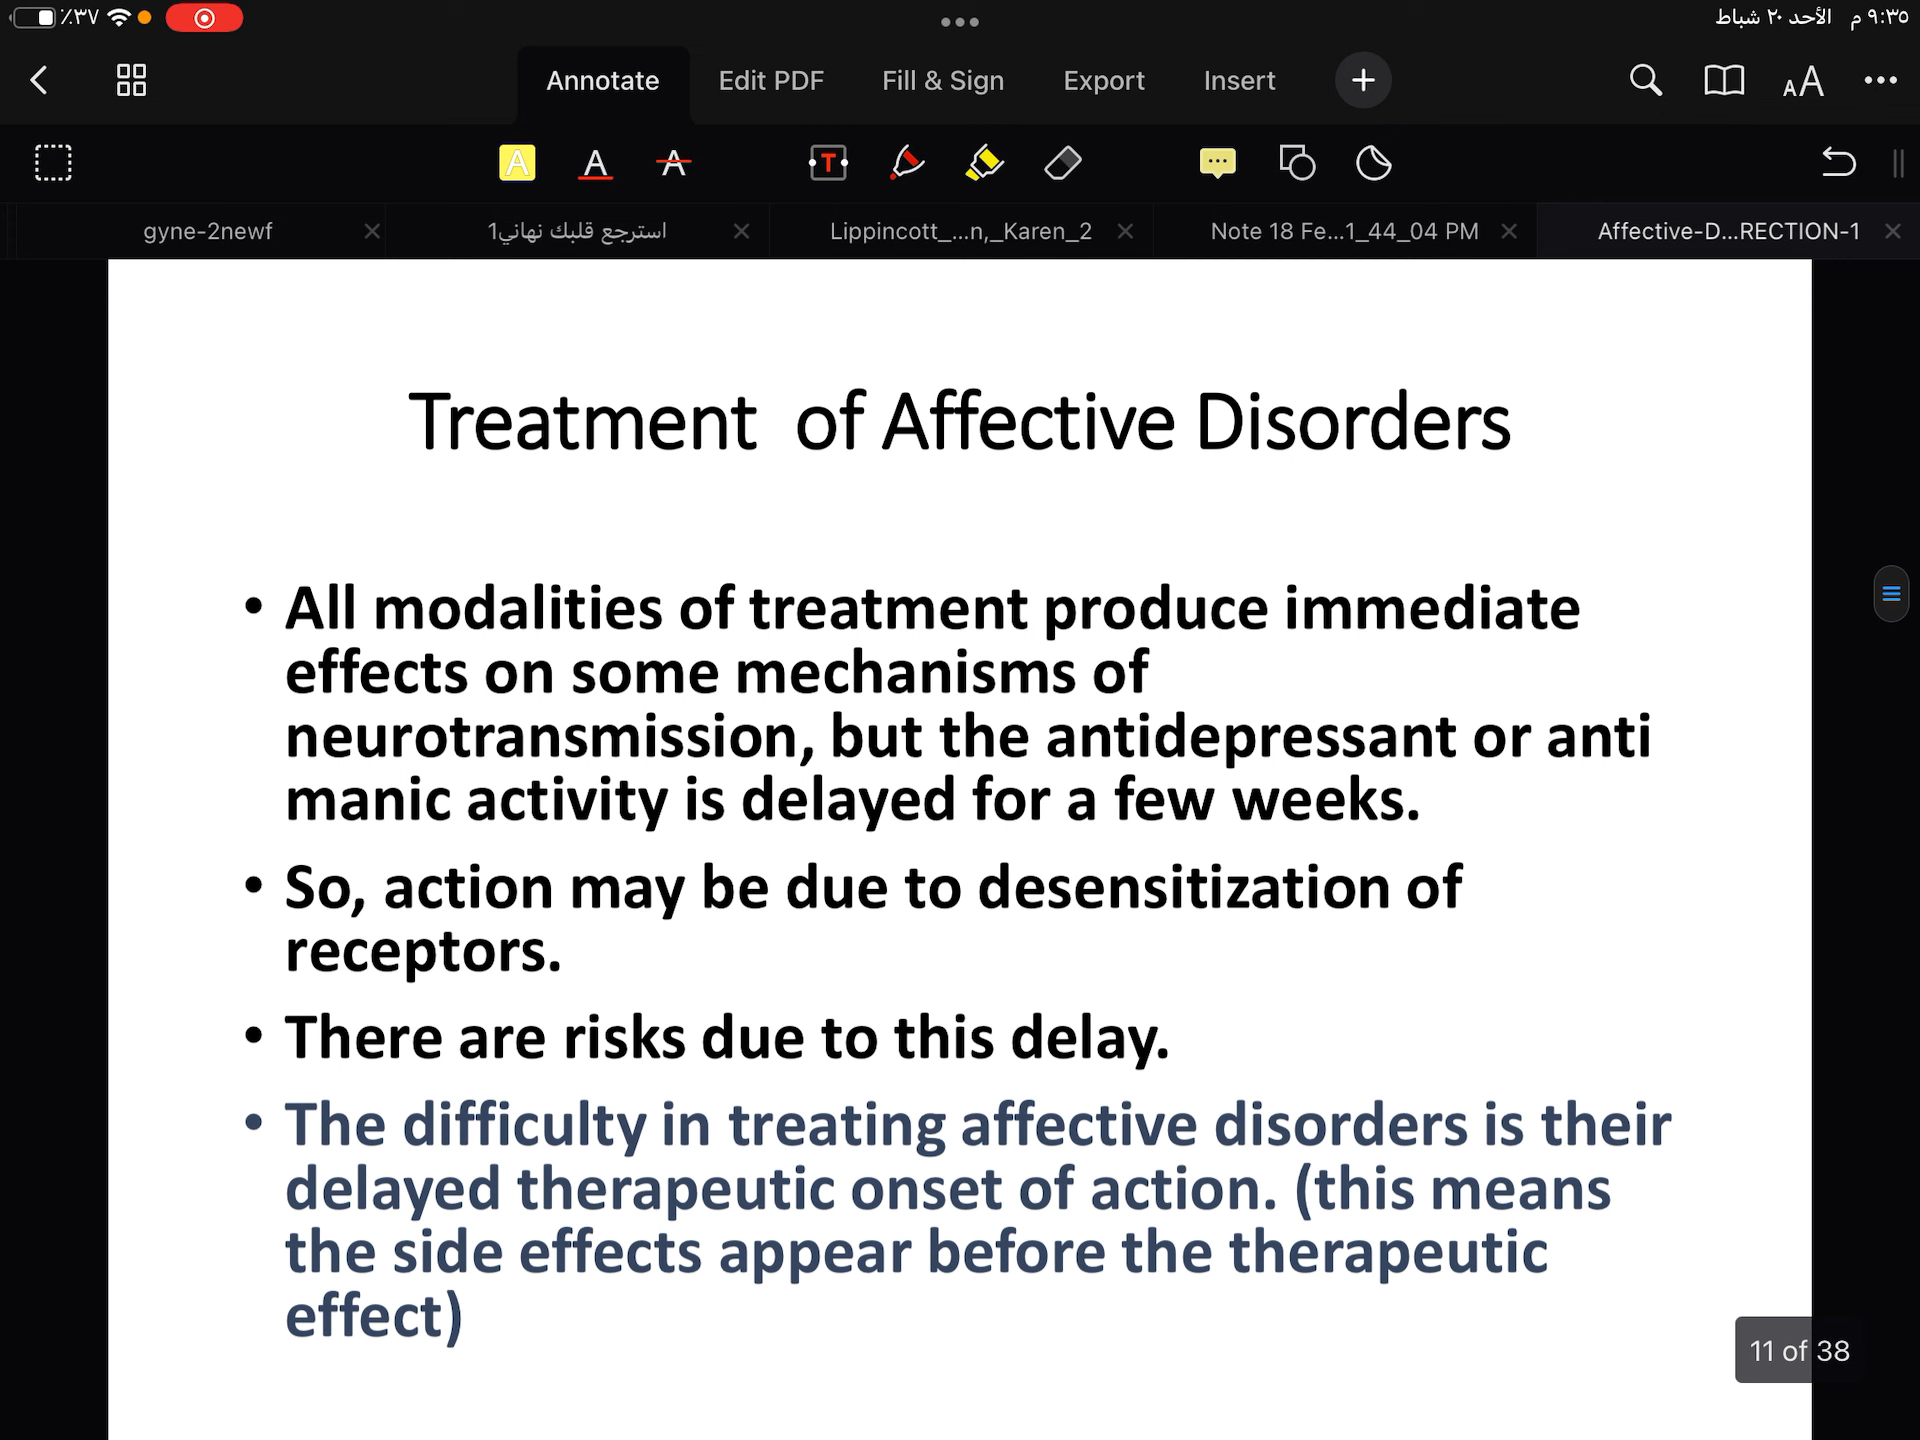 ٪٣٧
الأحد ٢٠ شباط ٩:٣٥ م
Annotate Edit PDF Fill & Sign Export Insert
AA
A A A T
gyne-2newf استرجع قلبك نهاني1 Lippincott_...n,_Karen_2 Note 18 Fe...1_44_04 PM Affective-D...RECTION-1
Treatment of Affective Disorders
• All modalities of treatment produce immediate
effects on some mechanisms of
neurotransmission, but the antidepressant or anti
manic activity is delayed for a few weeks.
• So, action may be due to desensitization of
receptors.
• There are risks due to this delay.
• The difficulty in treating affective disorders is their
delayed therapeutic onset of action. (this means
the side effects appear before the therapeutic
effect)
11 of 38